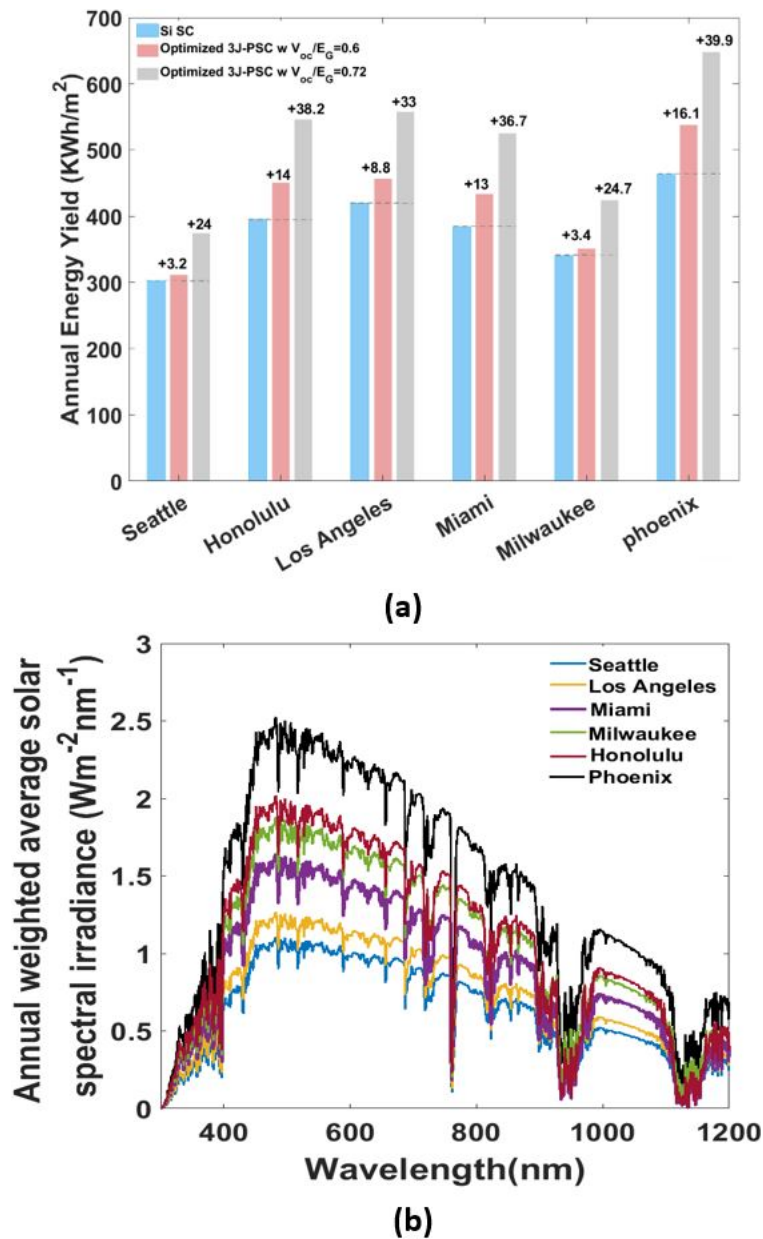 700
600
500
400
300
200
100
0
Annual Energy Yield (KWh/m²)
Si SC
Optimized 3J-PSC w V_oc/E_G=0.6
Optimized 3J-PSC w V_oc/E_G=0.72
+3.2
+24
+14
+38.2
+8.8
+33
+13
+36.7
+3.4
+24.7
+16.1
+39.9
Seattle
Honolulu
Los Angeles
Miami
Milwaukee
phoenix
(a)
Annual weighted average solar
spectral irradiance (Wm⁻²nm⁻¹)
3
2.5
2
1.5
1
0.5
0
Seattle
Los Angeles
Miami
Milwaukee
Honolulu
Phoenix
400
600
800
1000
1200
Wavelength(nm)
(b)